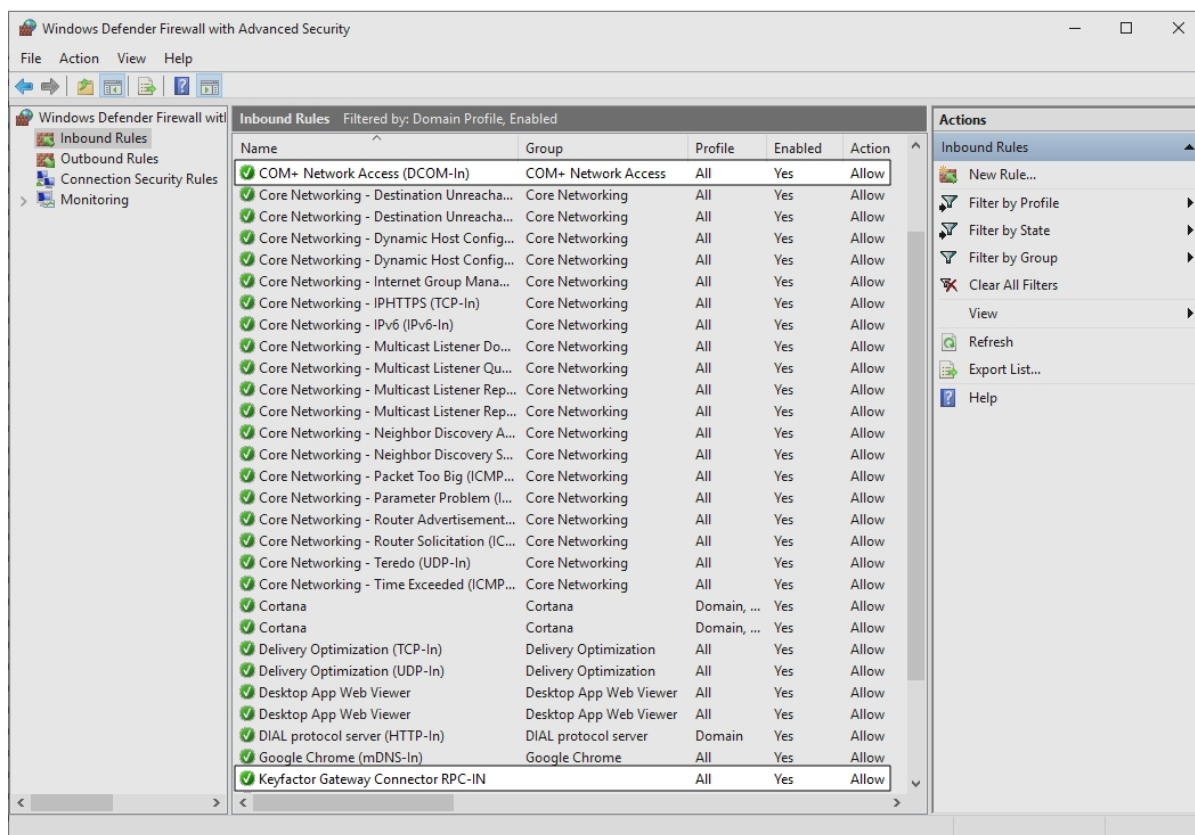 Windows Defender Firewall with Advanced Security
File Action View Help
Windows Defender Firewall witl
Inbound Rules
Outbound Rules
Connection Security Rules
Monitoring
Inbound Rules Filtered by: Domain Profile, Enabled
Name Group Profile Enabled Action
COM+ Network Access (DCOM-In) COM+ Network Access All Yes Allow
Core Networking - Destination Unreacha... Core Networking All Yes Allow
Core Networking - Destination Unreacha... Core Networking All Yes Allow
Core Networking - Dynamic Host Config... Core Networking All Yes Allow
Core Networking - Dynamic Host Config... Core Networking All Yes Allow
Core Networking - Internet Group Mana... Core Networking All Yes Allow
Core Networking - IPHTTPS (TCP-In) Core Networking All Yes Allow
Core Networking - IPv6 (IPv6-In) Core Networking All Yes Allow
Core Networking - Multicast Listener Do... Core Networking All Yes Allow
Core Networking - Multicast Listener Qu... Core Networking All Yes Allow
Core Networking - Multicast Listener Rep... Core Networking All Yes Allow
Core Networking - Multicast Listener Rep... Core Networking All Yes Allow
Core Networking - Neighbor Discovery A... Core Networking All Yes Allow
Core Networking - Neighbor Discovery S... Core Networking All Yes Allow
Core Networking - Packet Too Big (ICMP... Core Networking All Yes Allow
Core Networking - Parameter Problem (I... Core Networking All Yes Allow
Core Networking - Router Advertisement... Core Networking All Yes Allow
Core Networking - Router Solicitation (IC... Core Networking All Yes Allow
Core Networking - Teredo (UDP-In) Core Networking All Yes Allow
Core Networking - Time Exceeded (ICMP... Core Networking All Yes Allow
Cortana Cortana Domain, ... Yes Allow
Cortana Cortana Domain, ... Yes Allow
Delivery Optimization (TCP-In) Delivery Optimization All Yes Allow
Delivery Optimization (UDP-In) Delivery Optimization All Yes Allow
Desktop App Web Viewer Desktop App Web Viewer All Yes Allow
Desktop App Web Viewer Desktop App Web Viewer All Yes Allow
DIAL protocol server (HTTP-In) DIAL protocol server Domain Yes Allow
Google Chrome (mDNS-In) Google Chrome All Yes Allow
Keyfactor Gateway Connector RPC-IN All Yes Allow
Actions
Inbound Rules
New Rule...
Filter by Profile
Filter by State
Filter by Group
Clear All Filters
View
Refresh
Export List...
Help